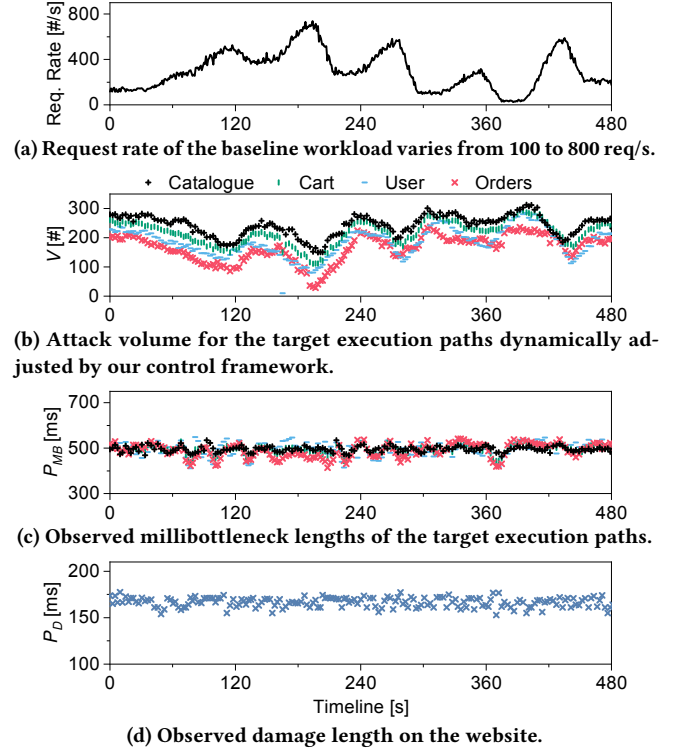 800
400
0
Req. Rate [#/s]
0 120 240 360 480
(a) Request rate of the baseline workload varies from 100 to 800 req/s.
Catalogue Cart User Orders
300
200
100
0
V [#]
0 120 240 360 480
(b) Attack volume for the target execution paths dynamically ad-
justed by our control framework.
700
500
300
P_MB [ms]
0 120 240 360 480
(c) Observed millibottleneck lengths of the target execution paths.
200
150
100
P_D [ms]
0 120 240 360 480
Timeline [s]
(d) Observed damage length on the website.